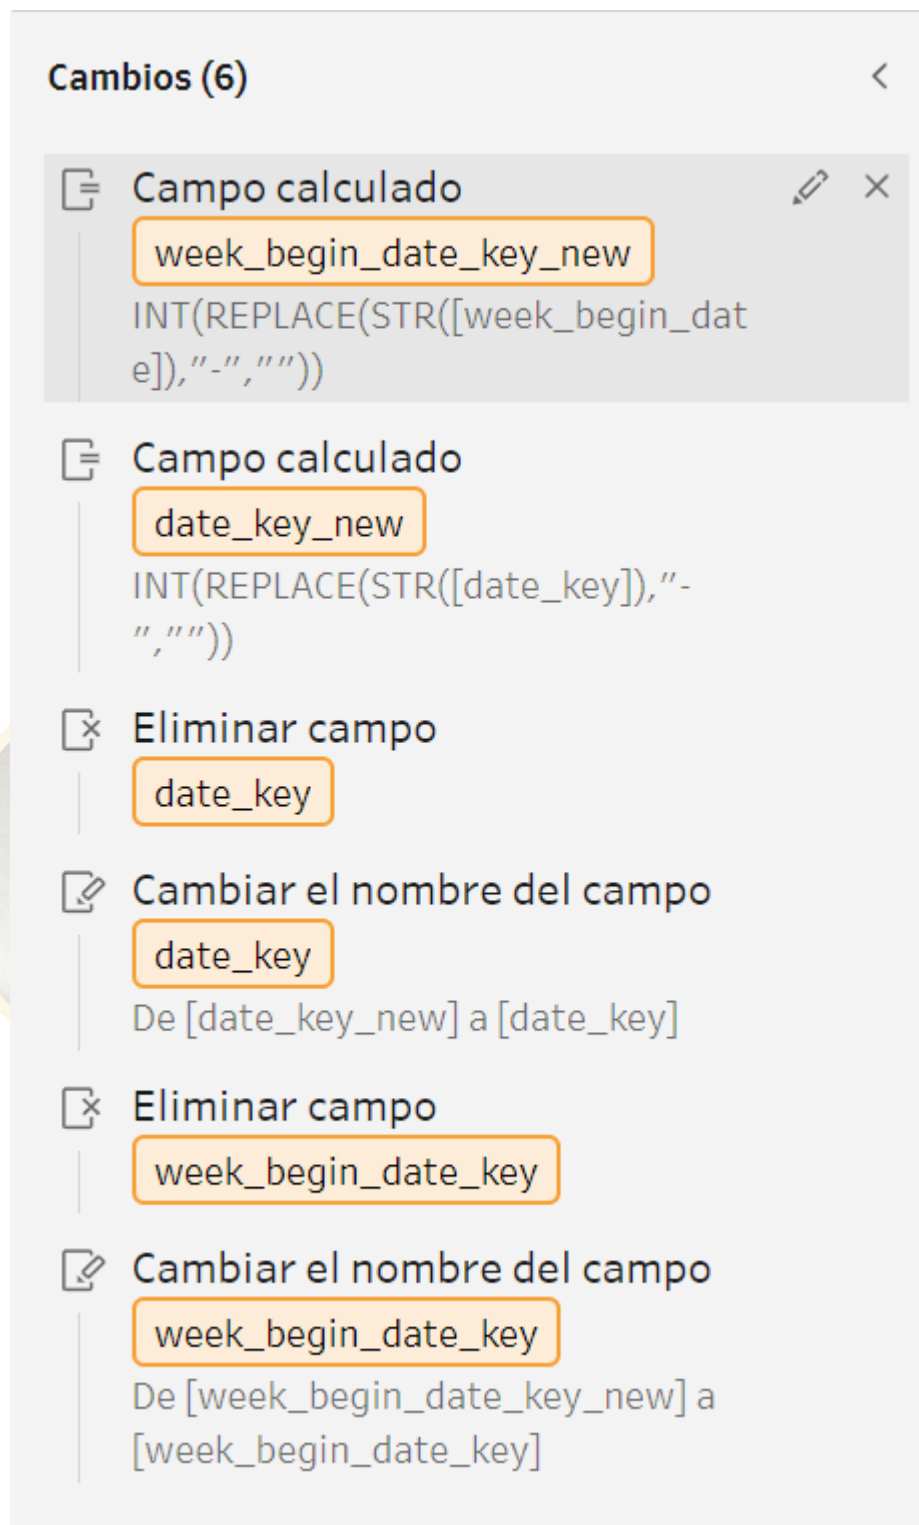 Cambios (6)
Campo calculado
week_begin_date_key_new
INT(REPLACE(STR([week_begin_dat
e]),"-",""))
Campo calculado
date_key_new
INT(REPLACE(STR([date_key]),"-
",""))
Eliminar campo
date_key
Cambiar el nombre del campo
date_key
De [date_key_new] a [date_key]
Eliminar campo
week_begin_date_key
Cambiar el nombre del campo
week_begin_date_key
De [week_begin_date_key_new] a
[week_begin_date_key]